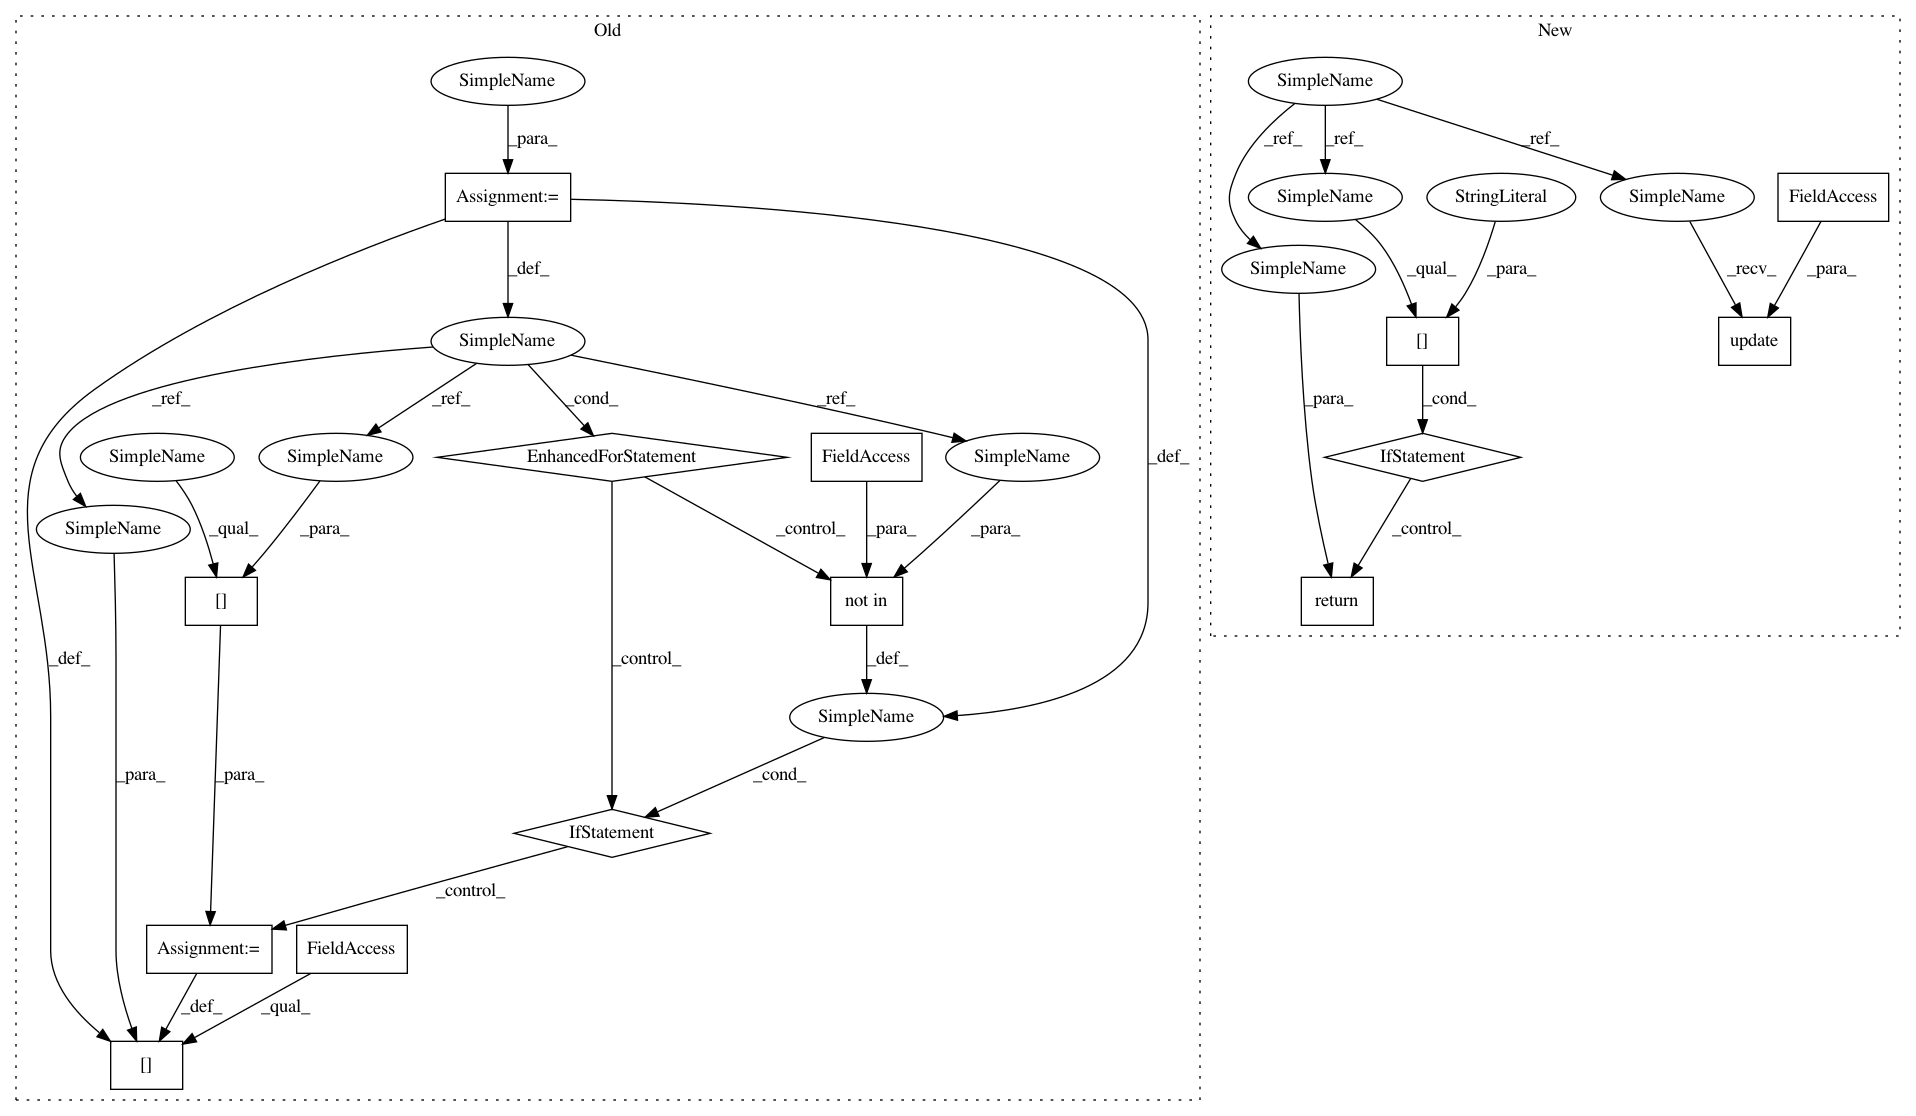 Old
New
SimpleName
SimpleName
_para_
_ref_
_ref_
_ref_
Assignment:=
SimpleName
StringLiteral
SimpleName
FieldAccess
_def_
SimpleName
_qual_
_para_
_recv_
_para_
SimpleName
[]
update
_ref_
_ref_
_cond_
_ref_
_para_
_cond_
SimpleName
SimpleName
EnhancedForStatement
FieldAccess
SimpleName
_def_
IfStatement
SimpleName
_qual_
_para_
_control_
_para_
_para_
_control_
[]
not in
return
_def_
_control_
_def_
SimpleName
_para_
_para_
_cond_
IfStatement
_control_
Assignment:=
FieldAccess
_def_
_qual_
[]